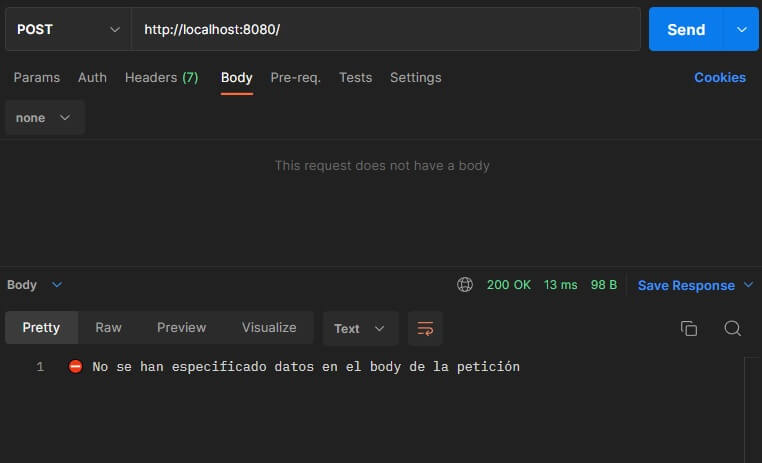 POST http://localhost:8080/ Send
Params Auth Headers (7) Body Pre-req. Tests Settings Cookies
none
This request does not have a body
Body 200 OK 13 ms 98 B Save Response
Pretty Raw Preview Visualize Text
1 ⛔ No se han especificado datos en el body de la petición